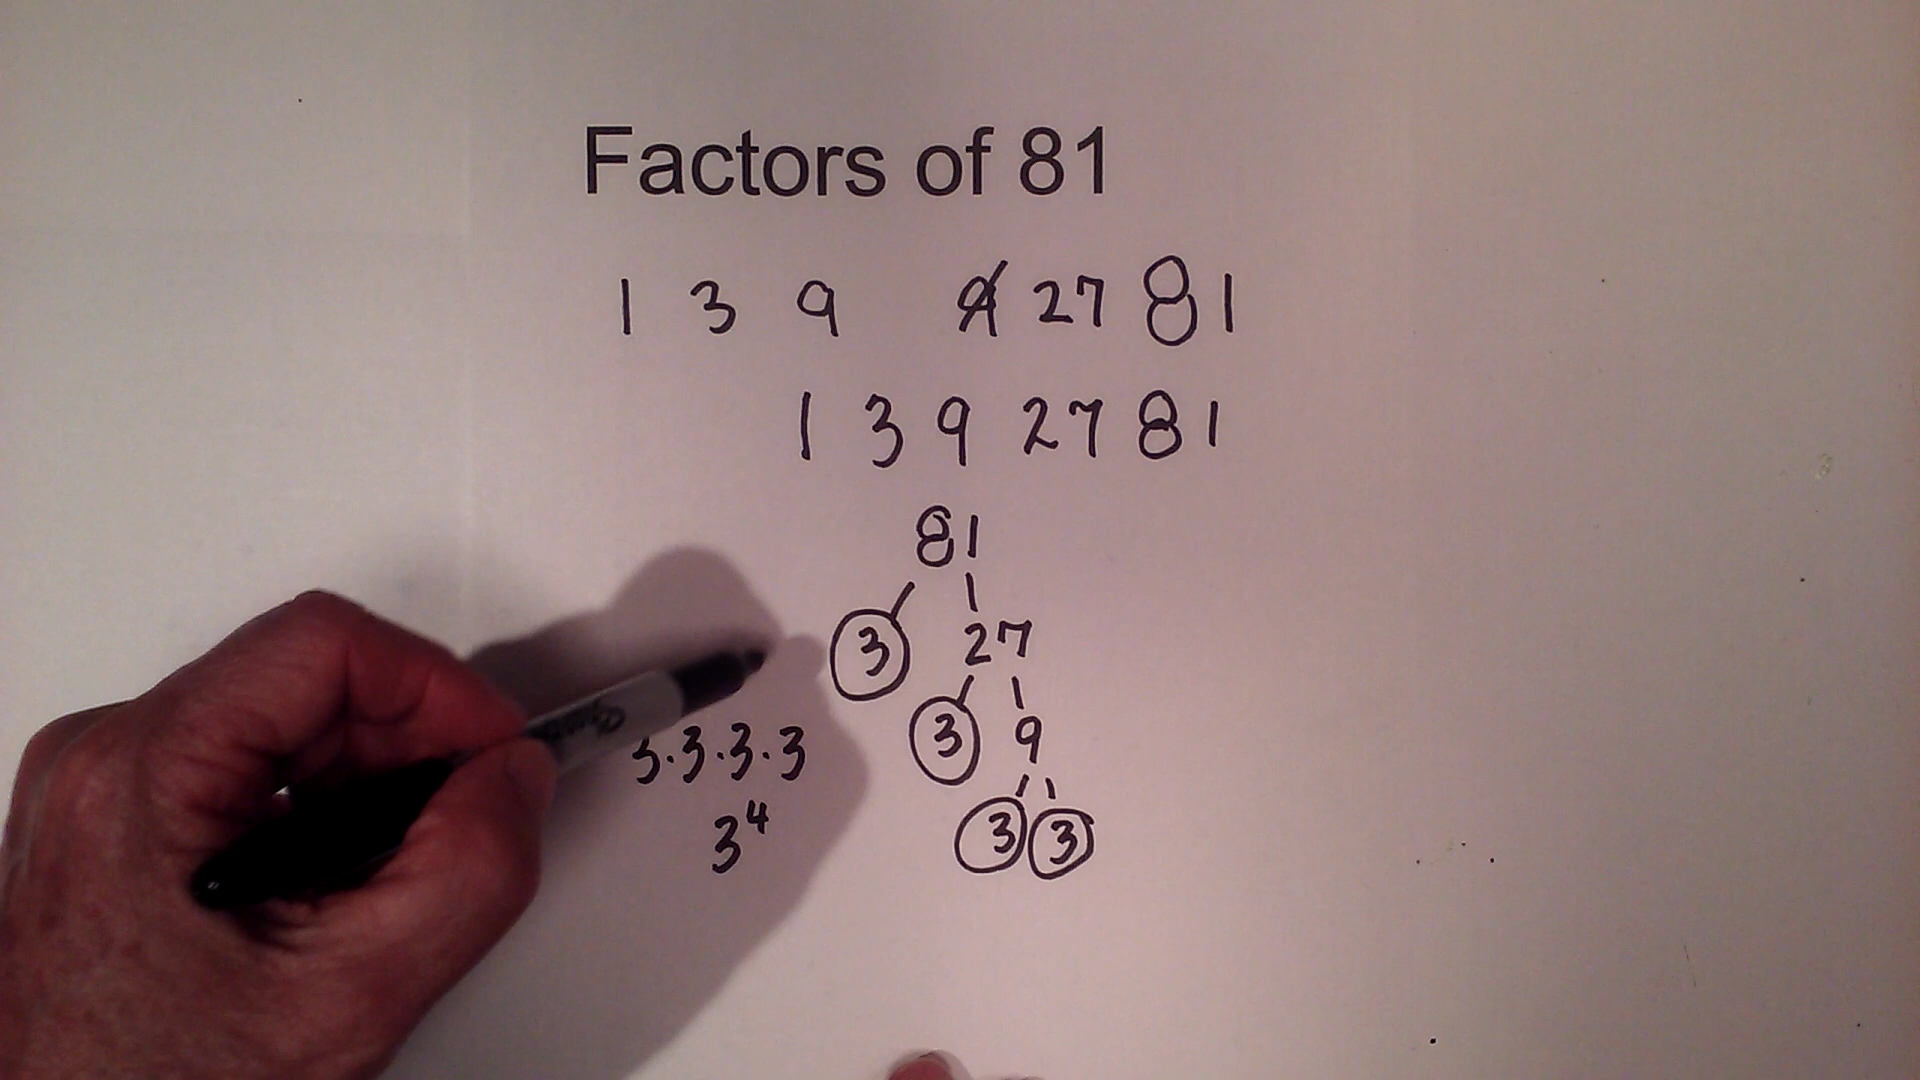 Factors of 81
1 3 9 9 27 81
1 3 9 27 81
81
3 27
3 9
3·3·3·3
3 3
3⁴